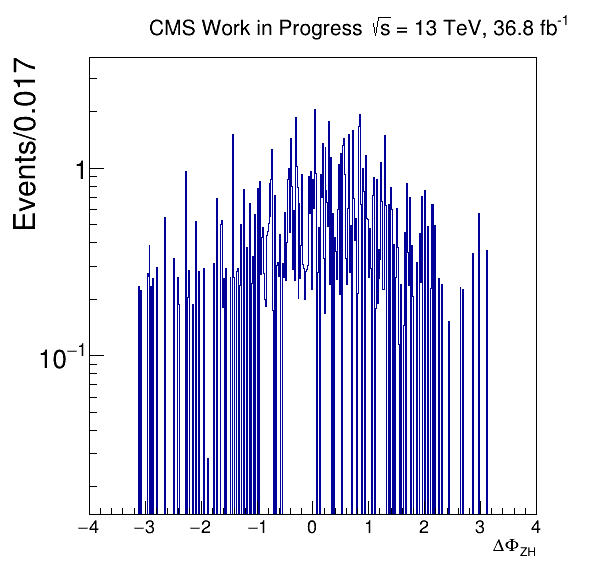 CMS Work in Progress √s = 13 TeV, 36.8 fb⁻¹
Events/0.017
1
10⁻¹
−4 −3 −2 −1 0 1 2 3 4
ΔΦ_ZH